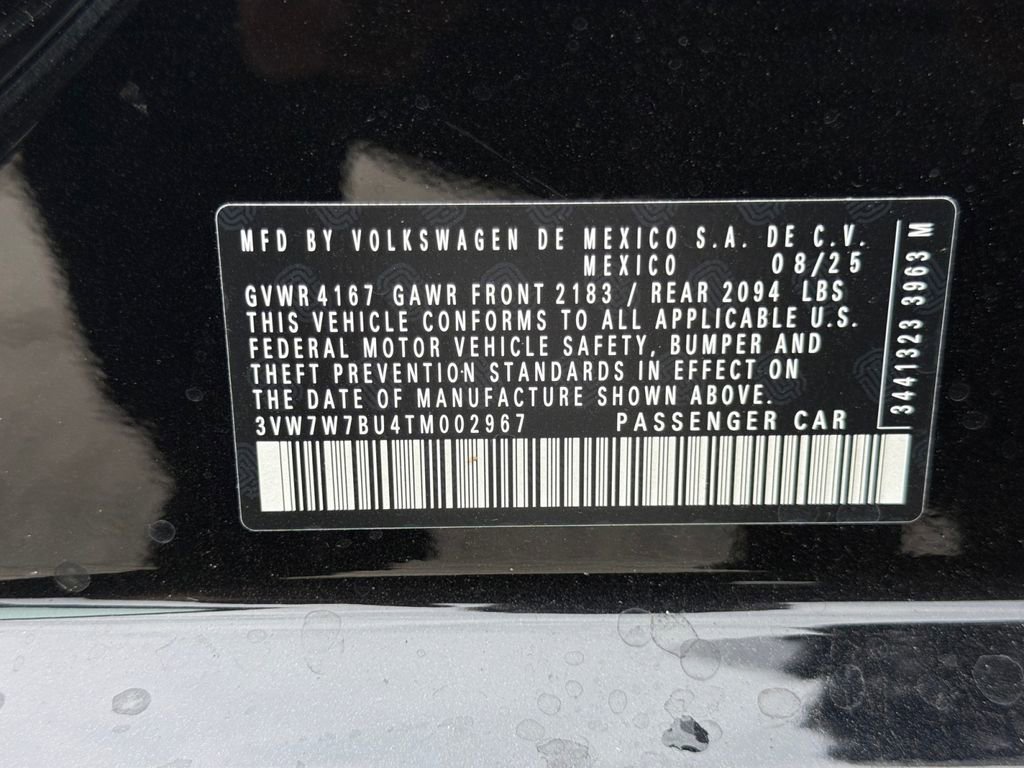 MFD BY VOLKSWAGEN DE MEXICO S.A. DE C.V.
MEXICO 08/25
GVWR 4167 GAWR FRONT 2183 / REAR 2094 LBS
THIS VEHICLE CONFORMS TO ALL APPLICABLE U.S.
FEDERAL MOTOR VEHICLE SAFETY, BUMPER AND
THEFT PREVENTION STANDARDS IN EFFECT ON
THE DATE OF MANUFACTURE SHOWN ABOVE.
3VW7W7BU4TM002967 PASSENGER CAR
3441323 3963 M